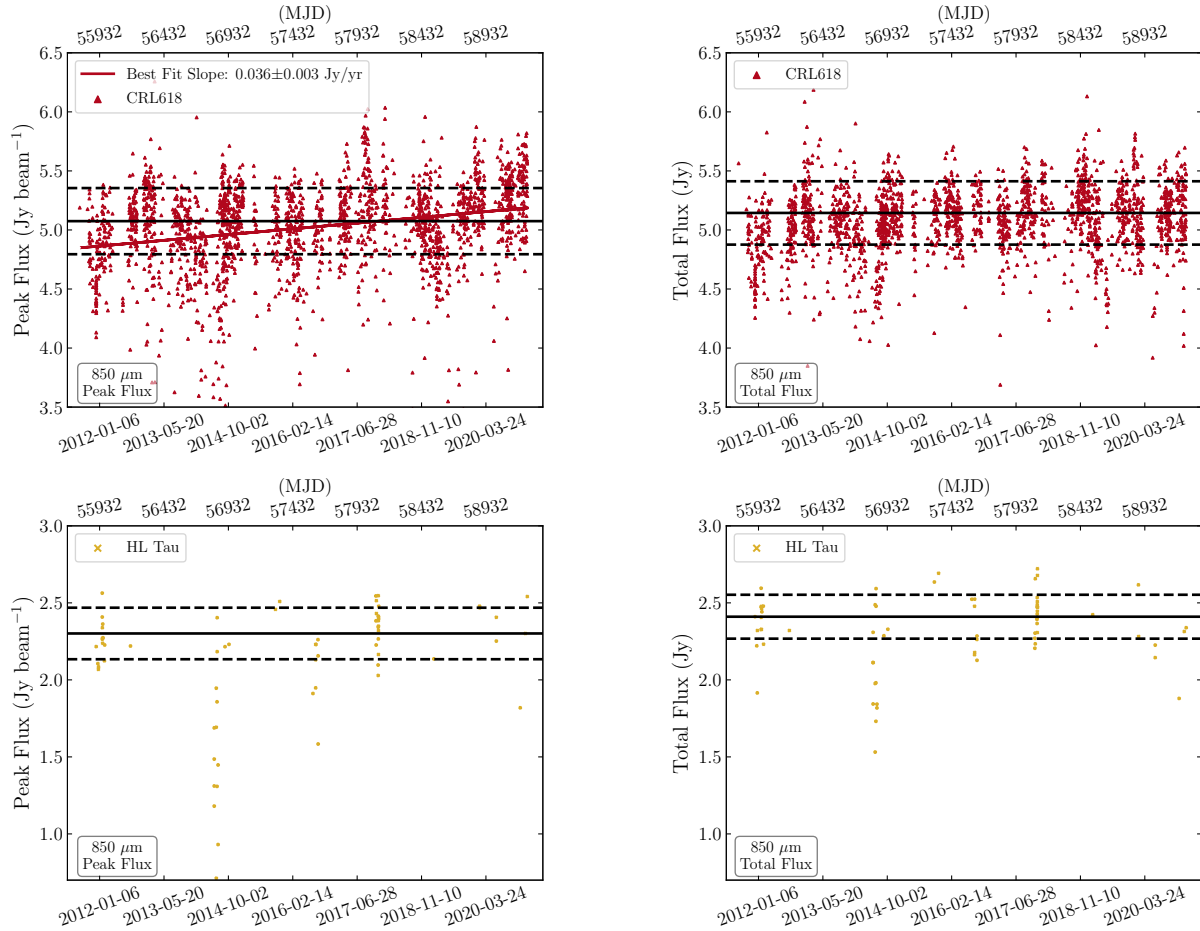 (MJD)
55932 56432 56932 57432 57932 58432 58932
6.5
6.0
5.5
5.0
4.5
4.0
3.5
Peak Flux (Jy beam⁻¹)
Best Fit Slope: 0.036±0.003 Jy/yr
CRL618
850 μm
Peak Flux
2012-01-06 2013-05-20 2014-10-02 2016-02-14 2017-06-28 2018-11-10 2020-03-24
(MJD)
55932 56432 56932 57432 57932 58432 58932
6.5
6.0
5.5
5.0
4.5
4.0
3.5
Total Flux (Jy)
CRL618
850 μm
Total Flux
2012-01-06 2013-05-20 2014-10-02 2016-02-14 2017-06-28 2018-11-10 2020-03-24
(MJD)
55932 56432 56932 57432 57932 58432 58932
3.0
2.5
2.0
1.5
1.0
Peak Flux (Jy beam⁻¹)
HL Tau
850 μm
Peak Flux
2012-01-06 2013-05-20 2014-10-02 2016-02-14 2017-06-28 2018-11-10 2020-03-24
(MJD)
55932 56432 56932 57432 57932 58432 58932
3.0
2.5
2.0
1.5
1.0
Total Flux (Jy)
HL Tau
850 μm
Total Flux
2012-01-06 2013-05-20 2014-10-02 2016-02-14 2017-06-28 2018-11-10 2020-03-24